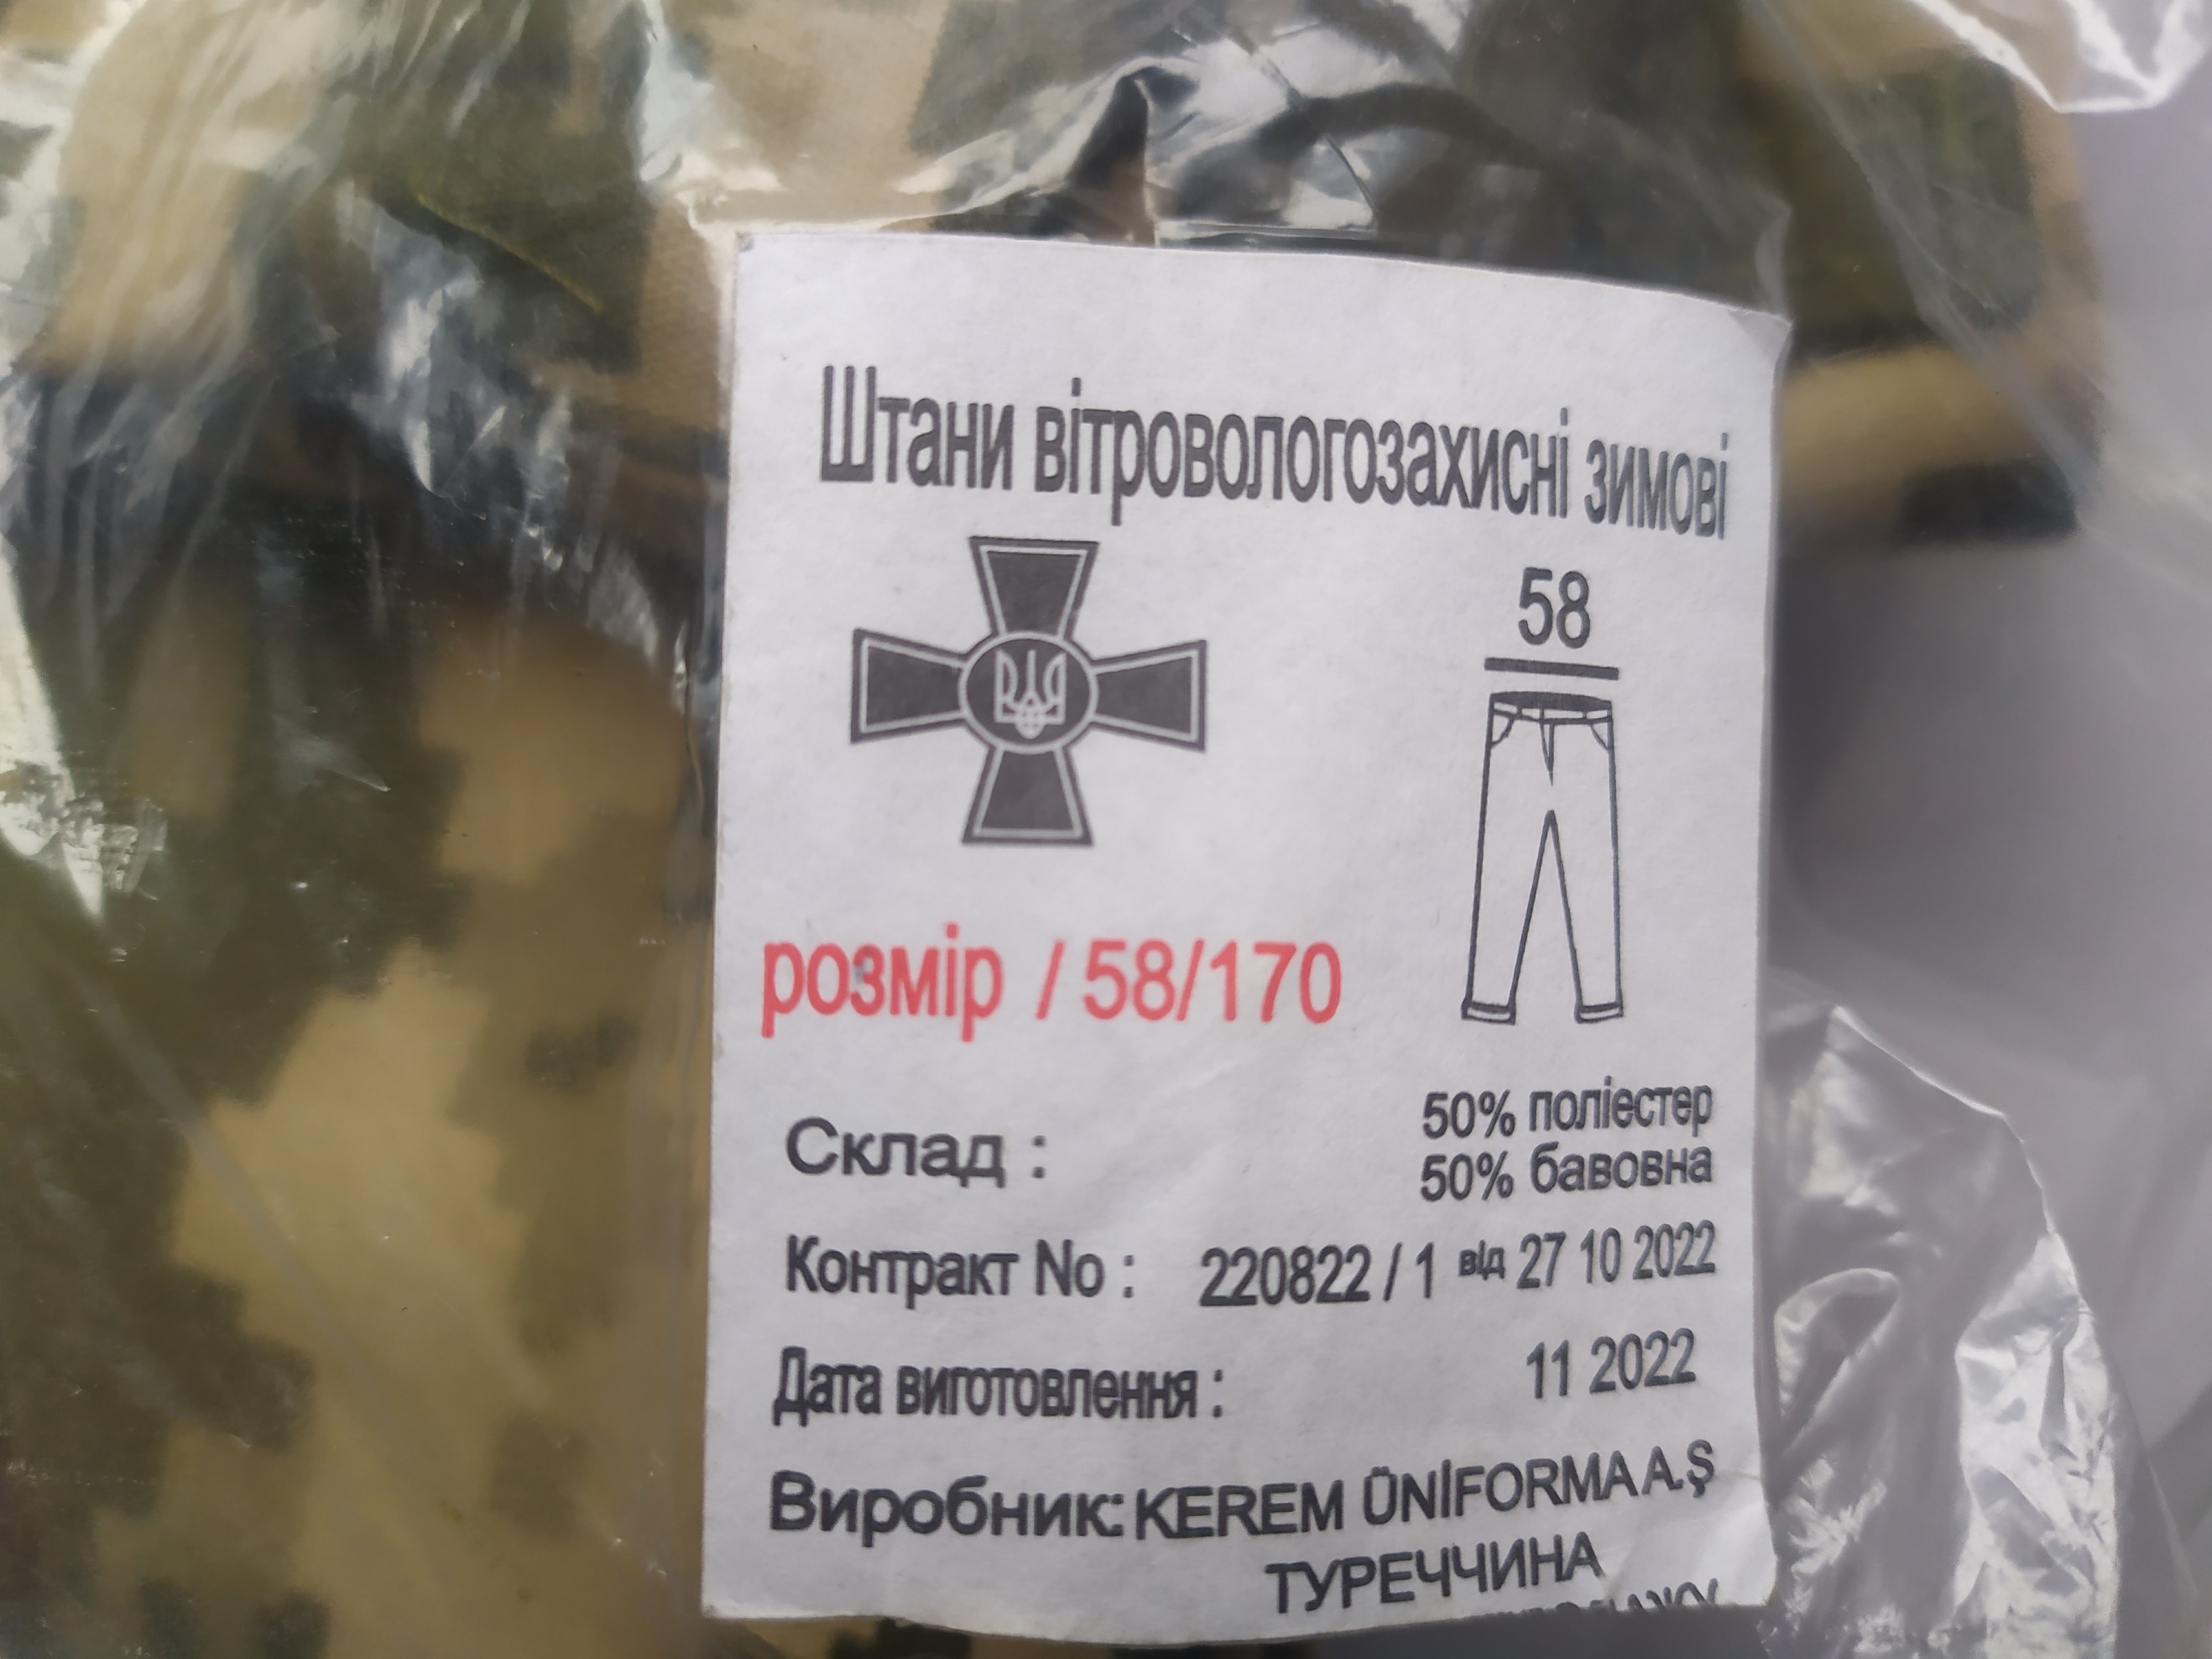 Штани вітровологозахисні зимові
58
розмір / 58/170
Склад : 50% поліестер
50% бавовна
Контракт No : 220822 / 1 від 27 10 2022
Дата виготовлення : 11 2022
Виробник: KEREM ÜNİFORMA A.Ş
ТУРЕЧЧИНА